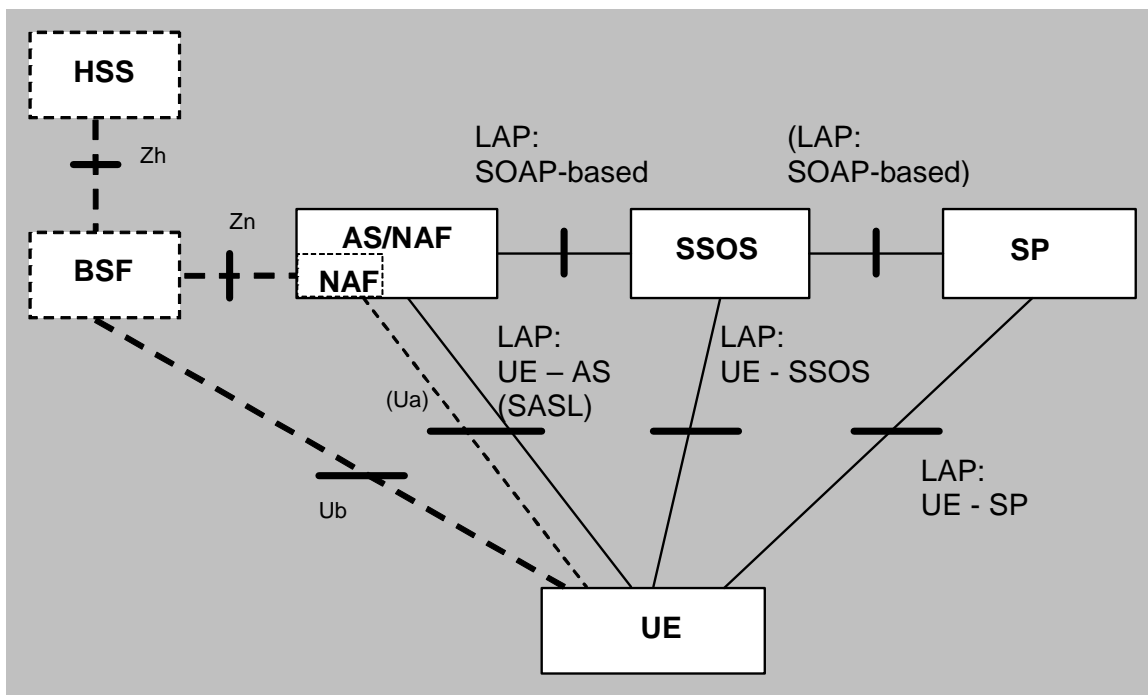 HSS
Zh
LAP:
SOAP-based
(LAP:
SOAP-based)
Zn
AS/NAF
NAF
BSF
SSOS
SP
LAP:
UE – AS
(SASL)
LAP:
UE - SSOS
(Ua)
Ub
LAP:
UE - SP
UE